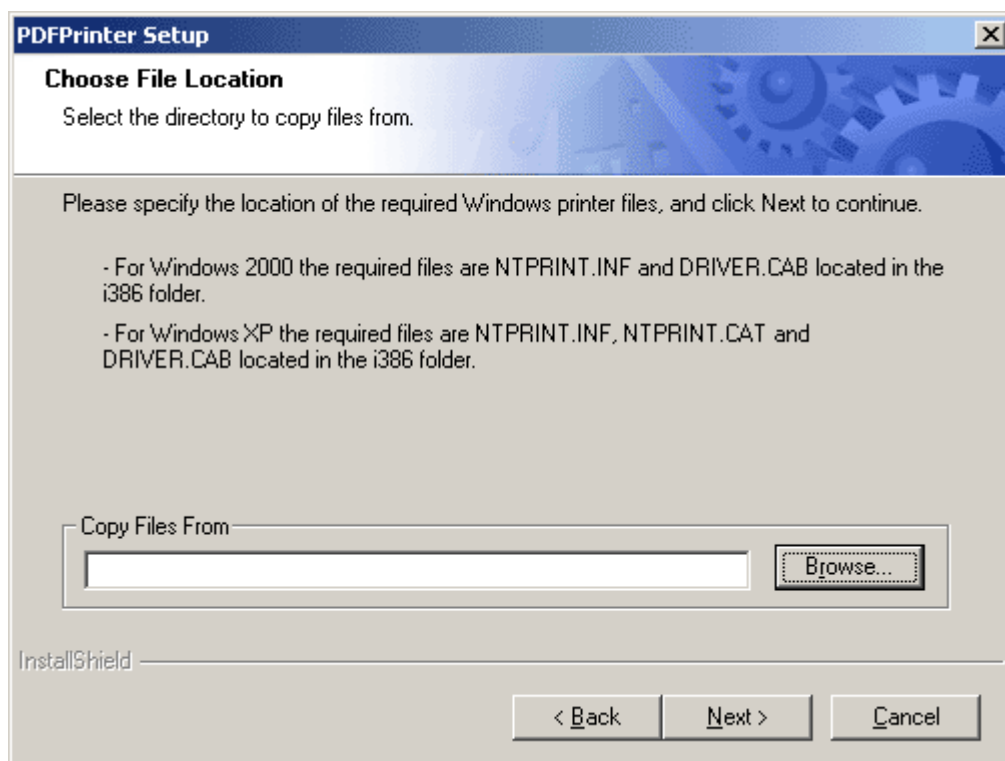 PDFPrinter Setup
Choose File Location
Select the directory to copy files from.
Please specify the location of the required Windows printer files, and click Next to continue.
- For Windows 2000 the required files are NTPRINT.INF and DRIVER.CAB located in the
i386 folder.
- For Windows XP the required files are NTPRINT.INF, NTPRINT.CAT and
DRIVER.CAB located in the i386 folder.
Copy Files From
Browse...
InstallShield
< Back
Next >
Cancel